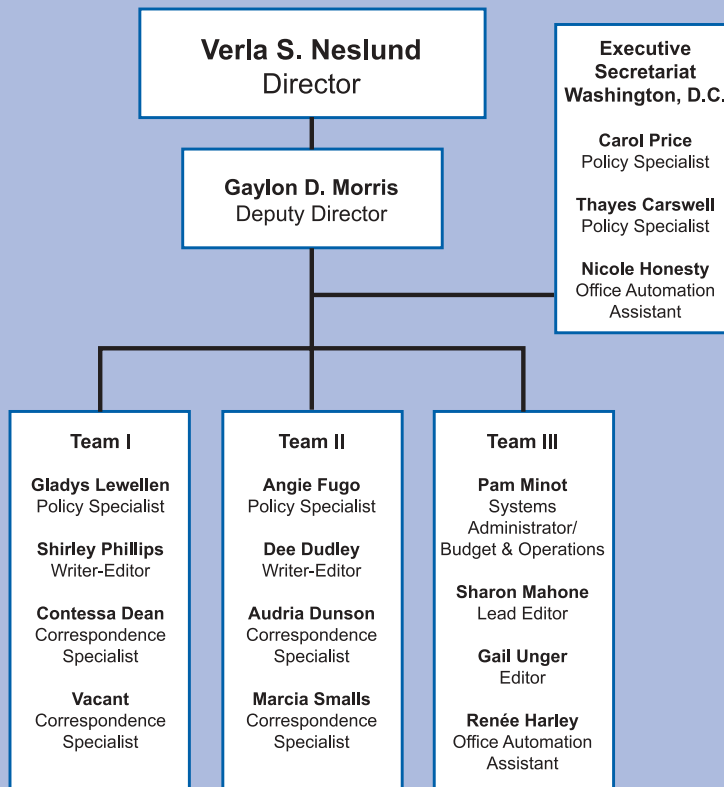 Verla S. Neslund
Director
Gaylon D. Morris
Deputy Director
Executive
Secretariat
Washington, D.C.
Carol Price
Policy Specialist
Thayes Carswell
Policy Specialist
Nicole Honesty
Office Automation
Assistant
Team I
Gladys Lewellen
Policy Specialist
Shirley Phillips
Writer-Editor
Contessa Dean
Correspondence
Specialist
Vacant
Correspondence
Specialist
Team II
Angie Fugo
Policy Specialist
Dee Dudley
Writer-Editor
Audria Dunson
Correspondence
Specialist
Marcia Smalls
Correspondence
Specialist
Team III
Pam Minot
Systems
Administrator/
Budget & Operations
Sharon Mahone
Lead Editor
Gail Unger
Editor
Renée Harley
Office Automation
Assistant